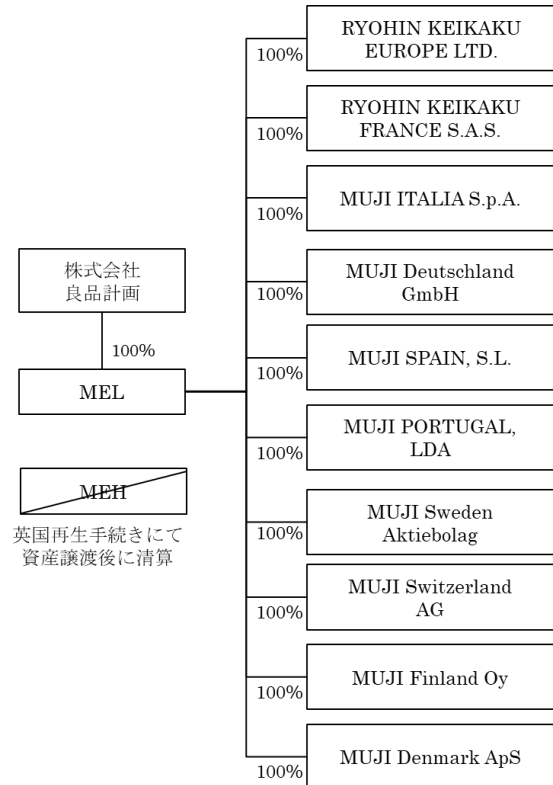 RYOHIN KEIKAKU
EUROPE LTD.
100%
RYOHIN KEIKAKU
FRANCE S.A.S.
100%
MUJI ITALIA S.p.A.
100%
株式会社
良品計画
100%
MEL
MEH
英国再生手続きにて
資産譲渡後に清算
MUJI Deutschland
GmbH
100%
MUJI SPAIN, S.L.
100%
MUJI PORTUGAL,
LDA
100%
MUJI Sweden
Aktiebolag
100%
MUJI Switzerland
AG
100%
MUJI Finland Oy
100%
MUJI Denmark ApS
100%